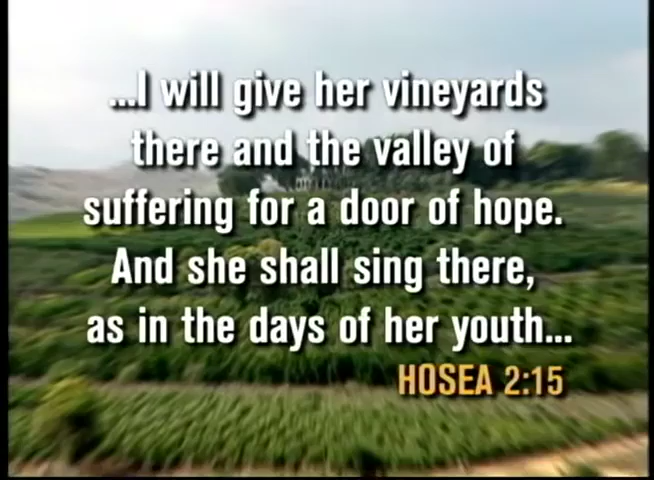 ...I will give her vineyards
there and the valley of
suffering for a door of hope.
And she shall sing there,
as in the days of her youth...
HOSEA 2:15